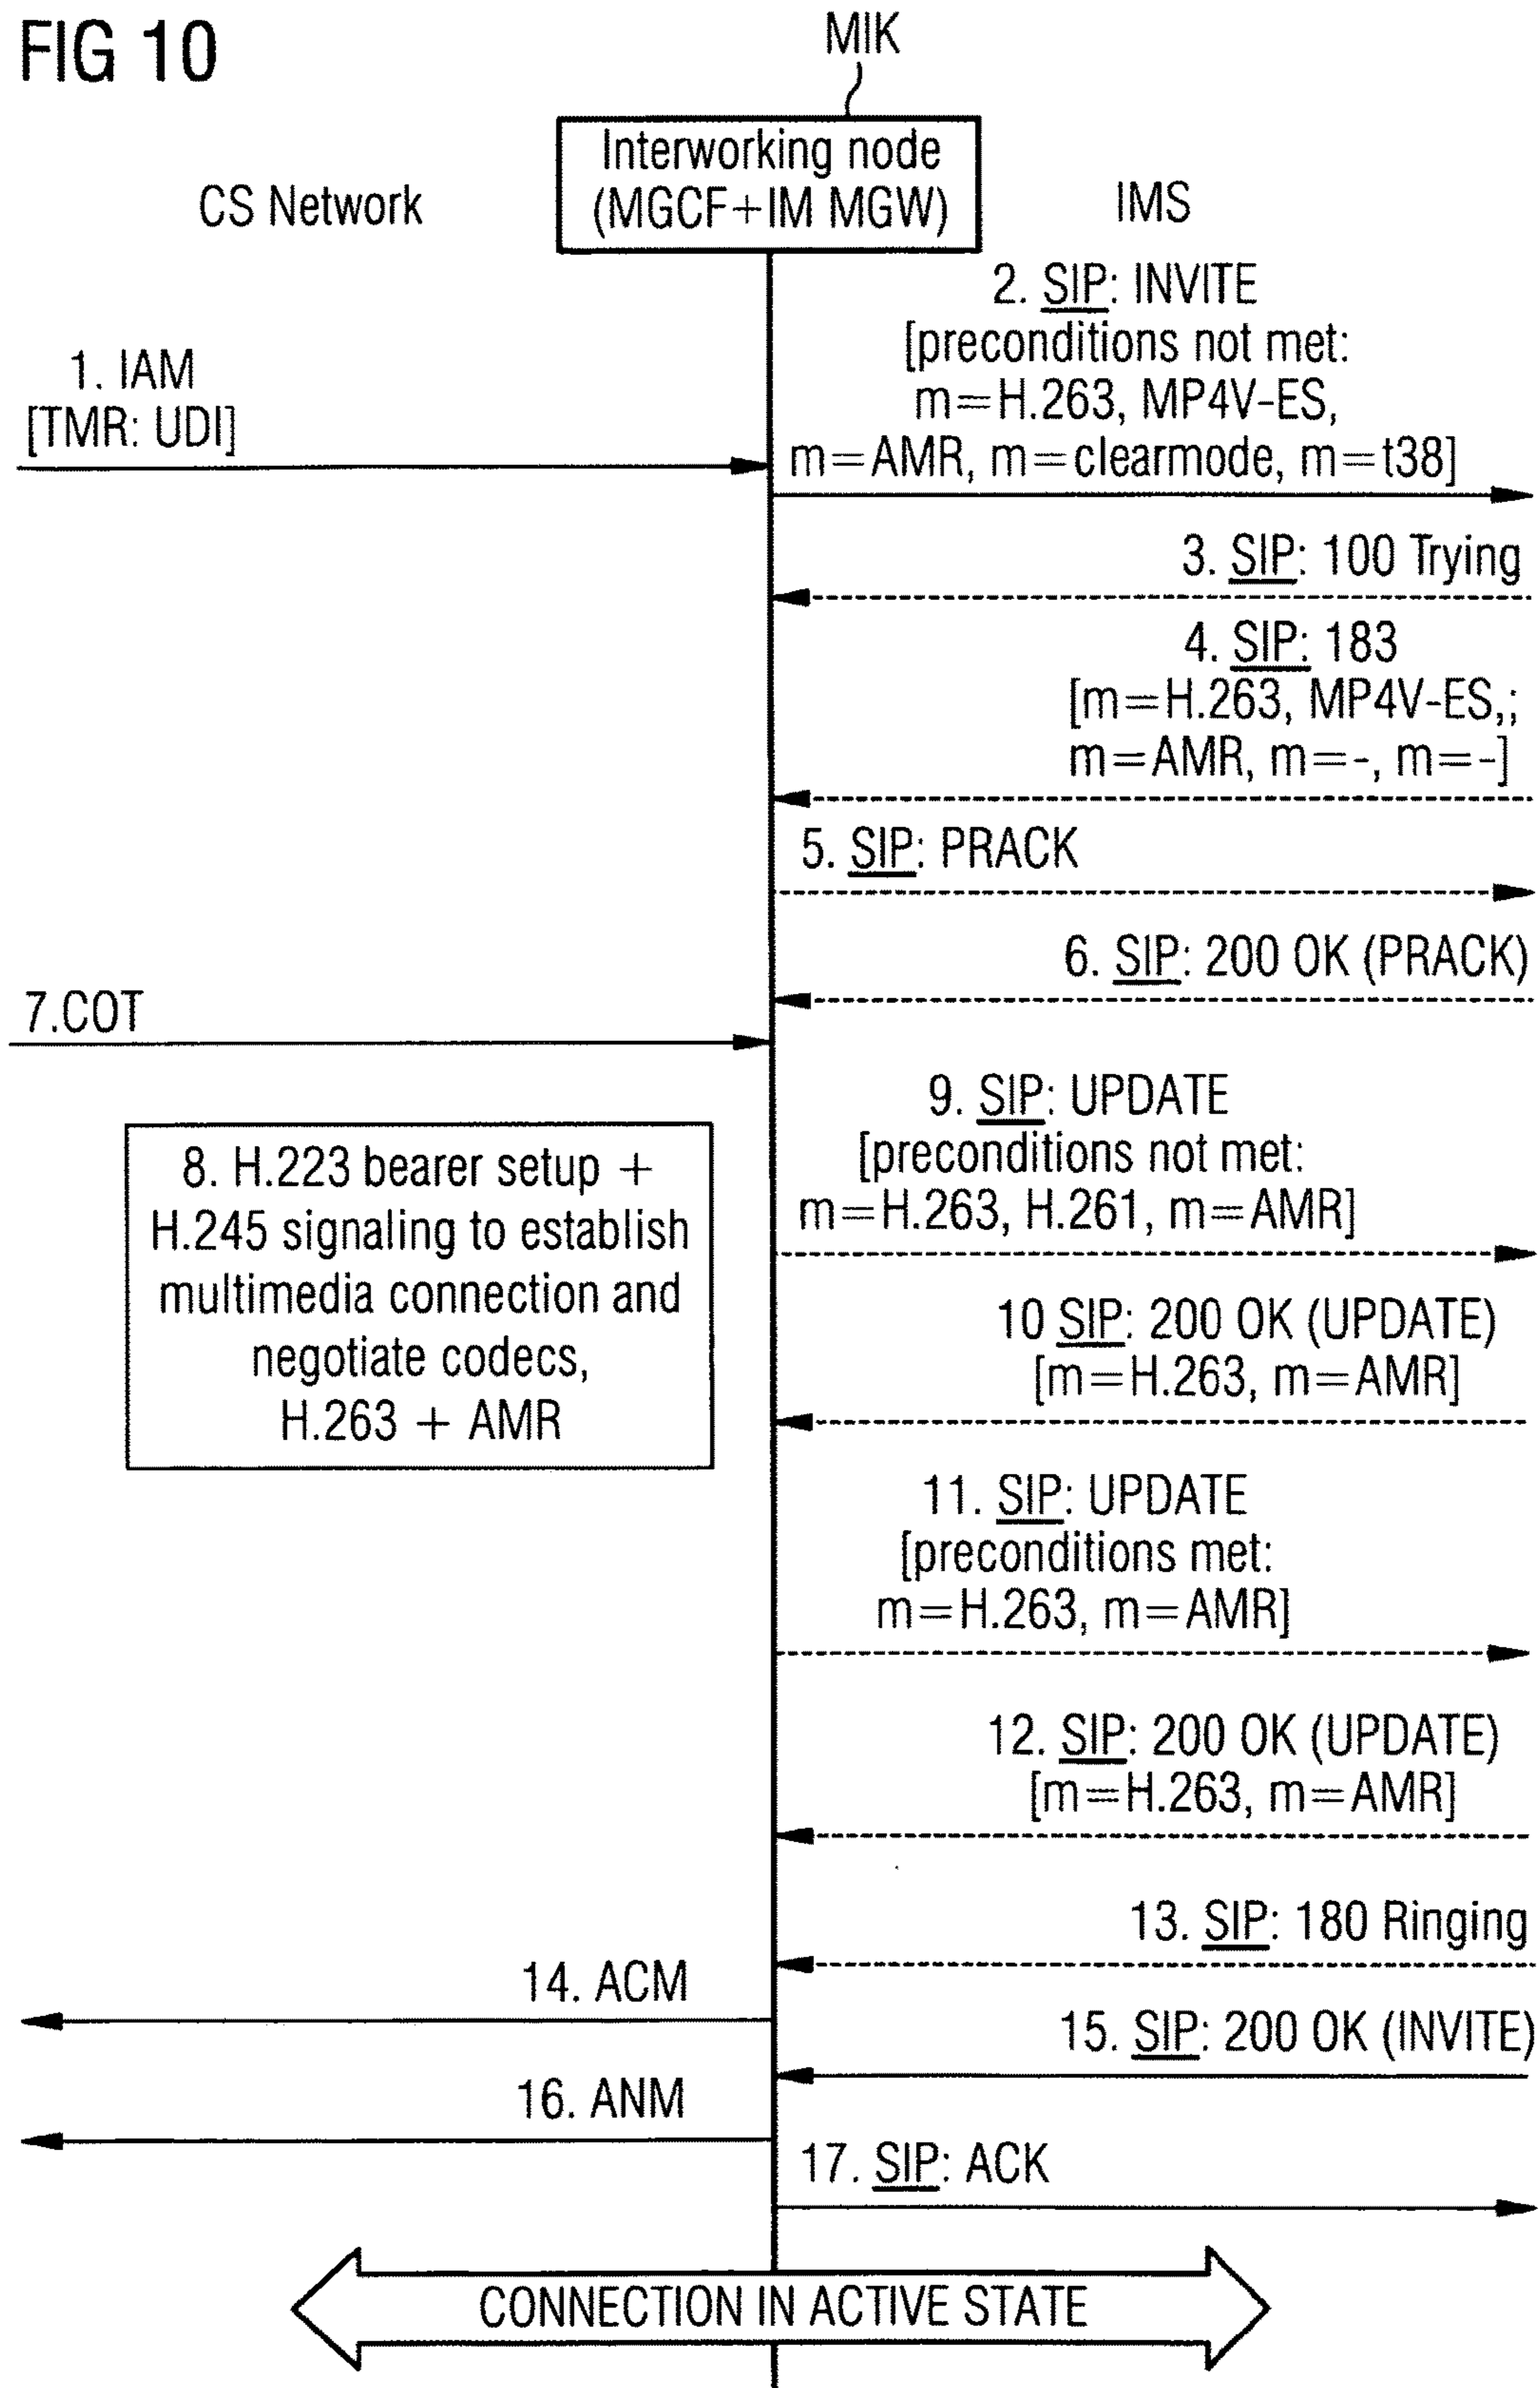 FIG 10
MIK
Interworking node
(MGCF+IM MGW)
CS Network
IMS
1. IAM
[TMR: UDI]
2. SIP: INVITE
[preconditions not met:
m=H.263, MP4V-ES,
m=AMR, m=clearmode, m=t38]
3. SIP: 100 Trying
4. SIP: 183
[m=H.263, MP4V-ES,;
m=AMR, m=-, m=-]
5. SIP: PRACK
6. SIP: 200 OK (PRACK)
7.COT
8. H.223 bearer setup +
H.245 signaling to establish
multimedia connection and
negotiate codecs,
H.263 + AMR
9. SIP: UPDATE
[preconditions not met:
m=H.263, H.261, m=AMR]
10 SIP: 200 OK (UPDATE)
[m=H.263, m=AMR]
11. SIP: UPDATE
[preconditions met:
m=H.263, m=AMR]
12. SIP: 200 OK (UPDATE)
[m=H.263, m=AMR]
13. SIP: 180 Ringing
14. ACM
15. SIP: 200 OK (INVITE)
16. ANM
17. SIP: ACK
CONNECTION IN ACTIVE STATE